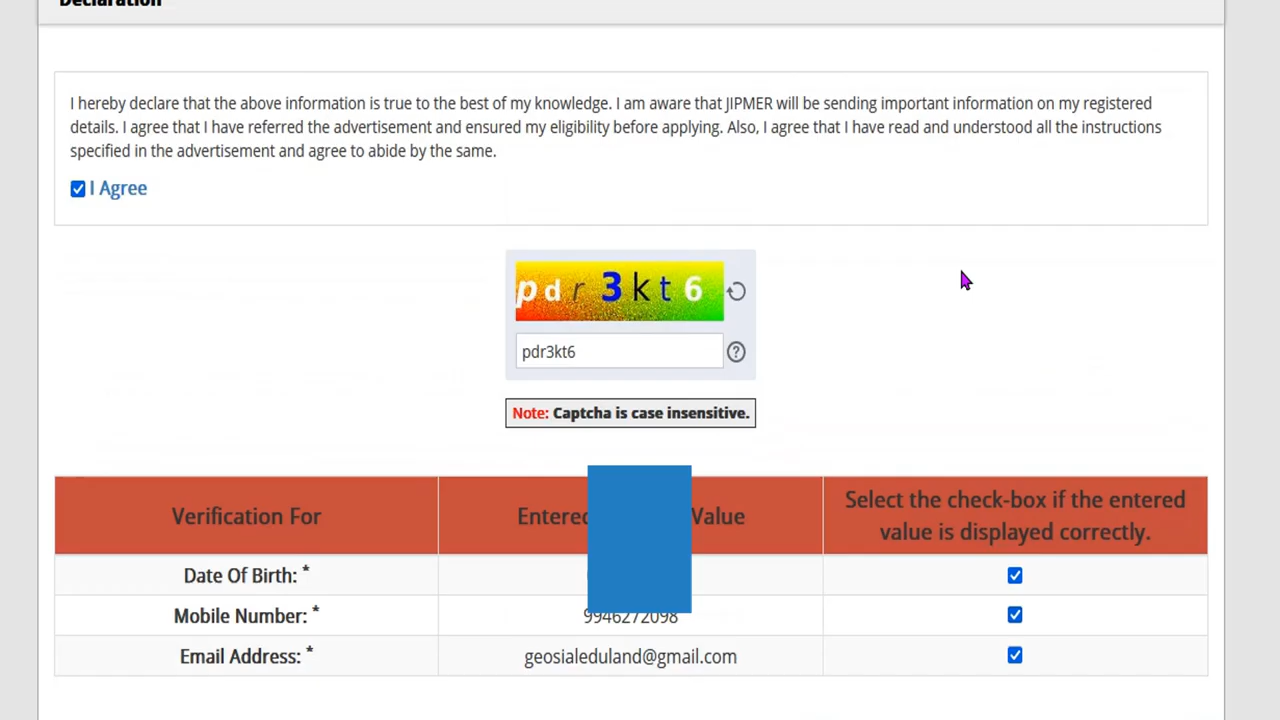 Declaration
I hereby declare that the above information is true to the best of my knowledge. I am aware that JIPMER will be sending important information on my registered
details. I agree that I have referred the advertisement and ensured my eligibility before applying. Also, I agree that I have read and understood all the instructions
specified in the advertisement and agree to abide by the same.
I Agree
pdr3kt6
pdr3kt6
Note: Captcha is case insensitive.
Verification For
Entered Value
Select the check-box if the entered
value is displayed correctly.
Date Of Birth: *
Mobile Number: *
9946272098
Email Address: *
geosialeduland@gmail.com